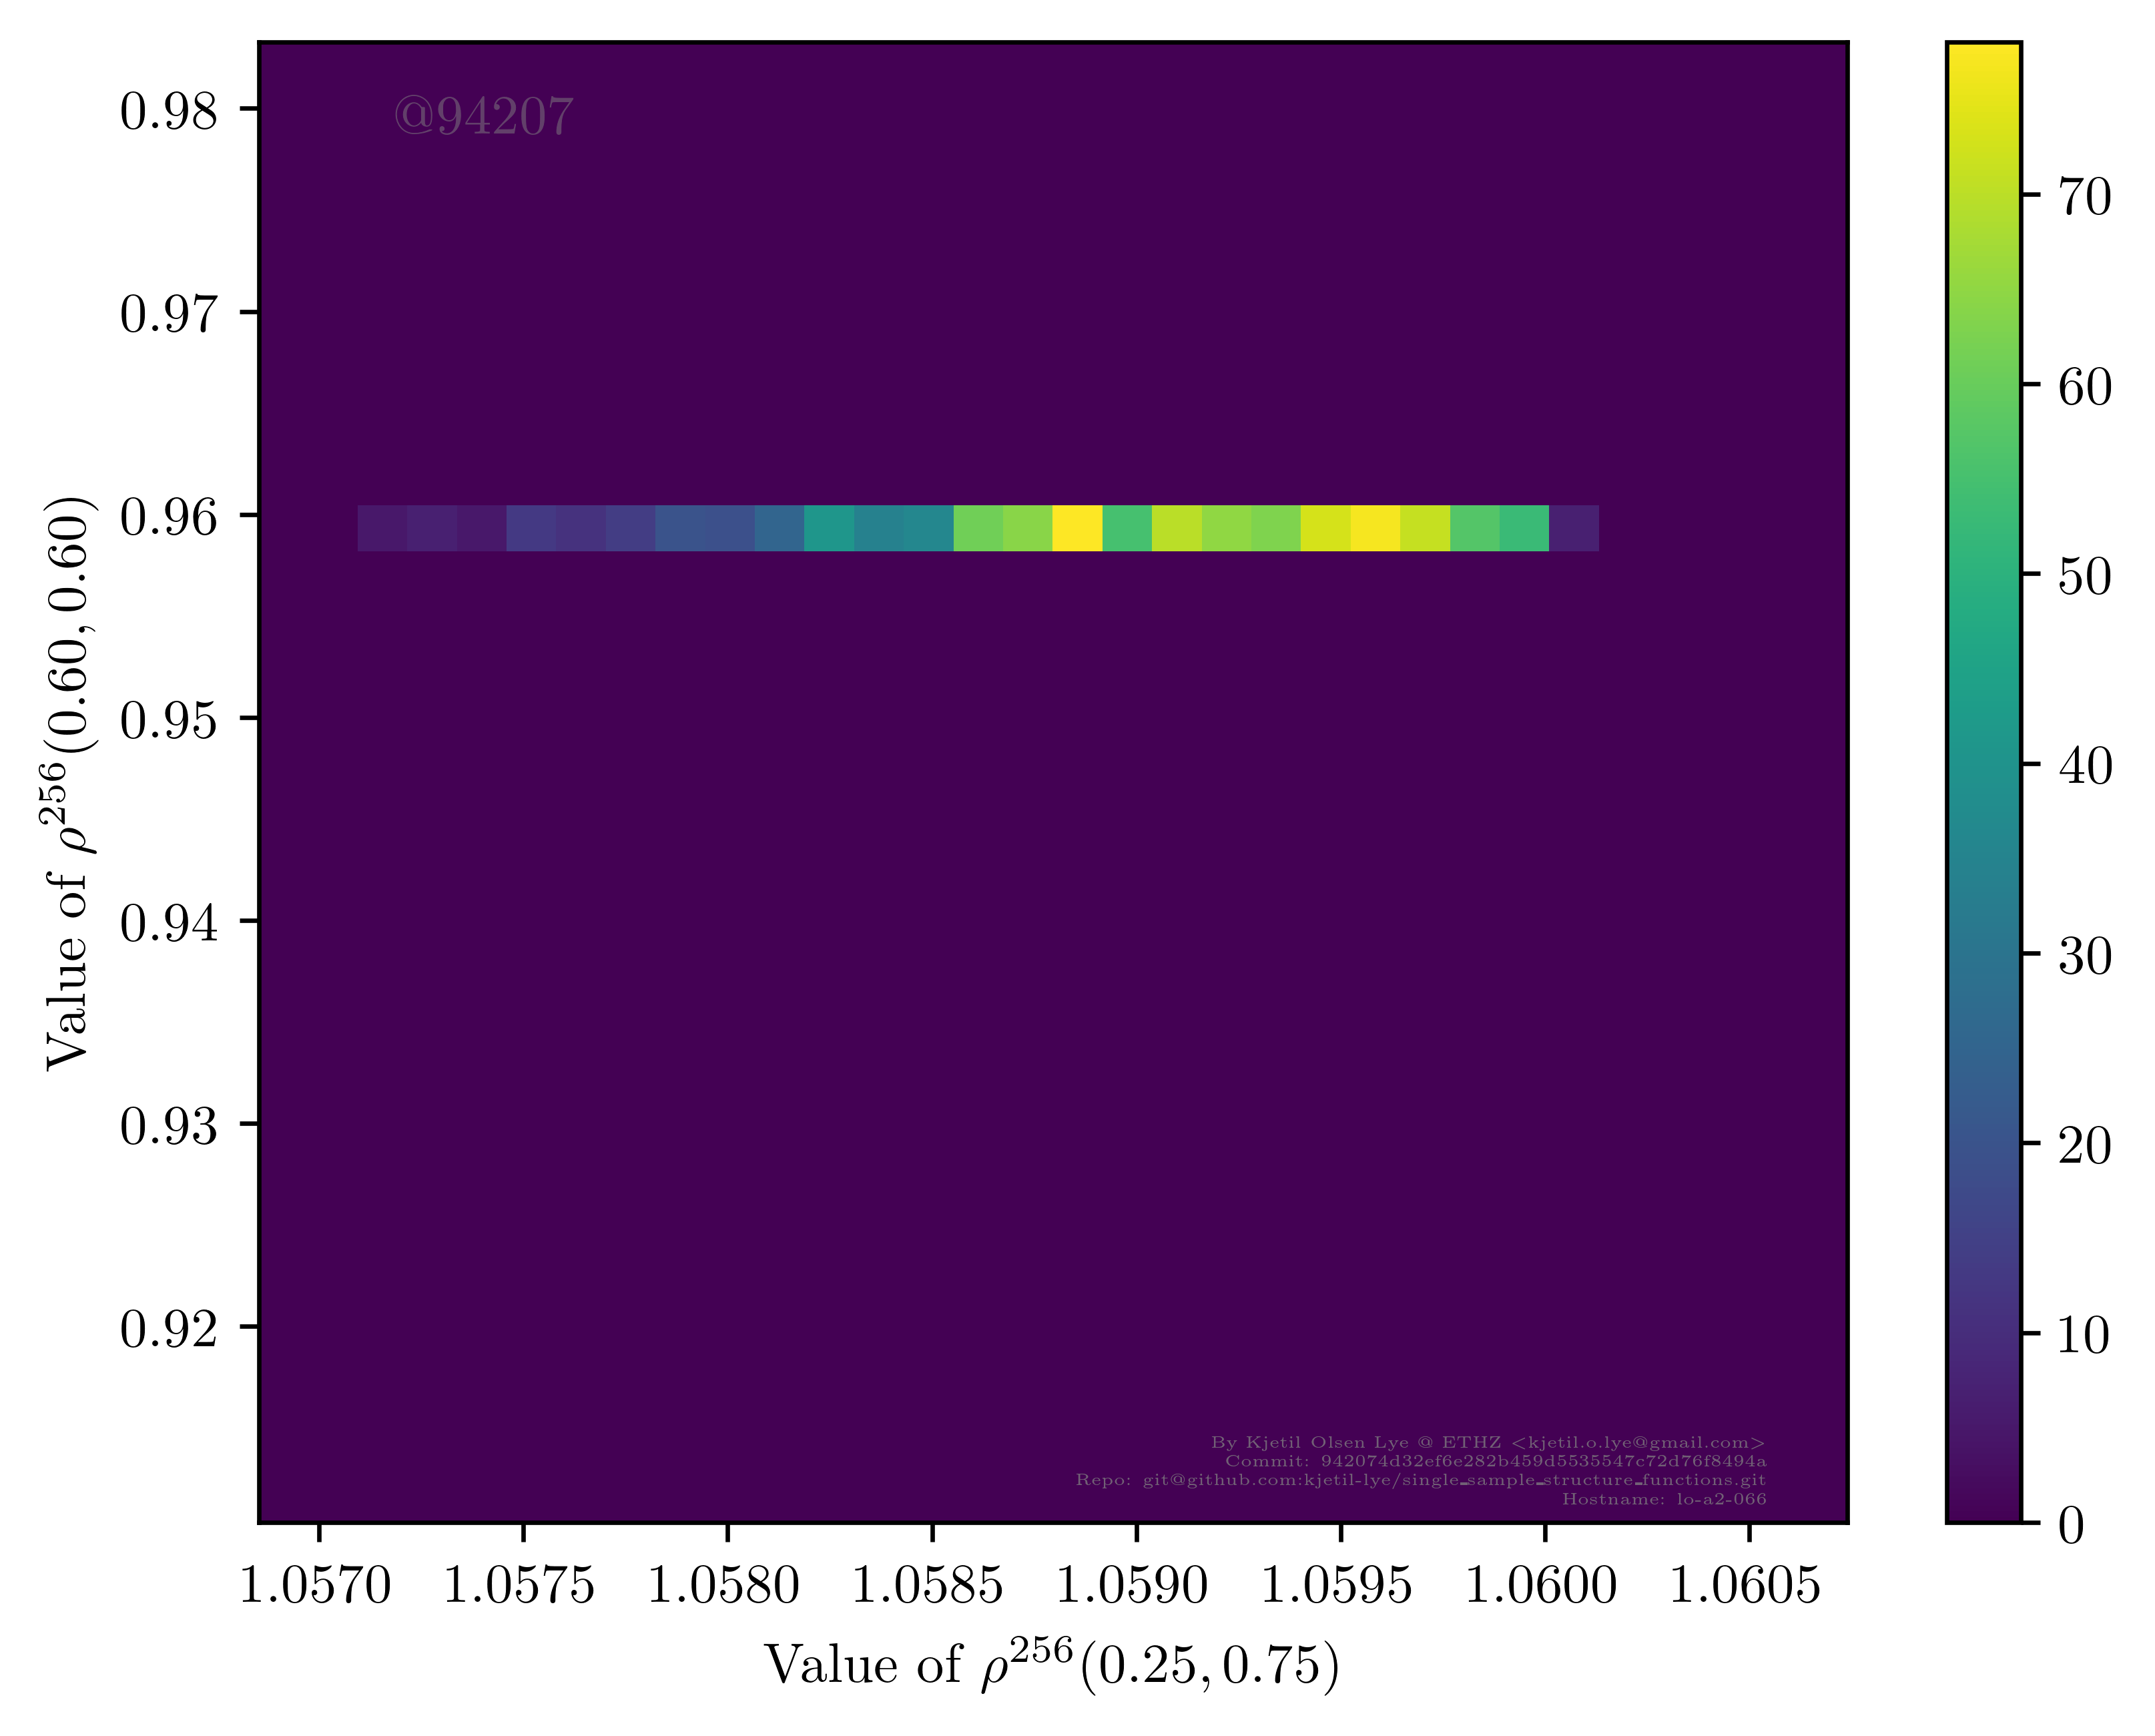 @94207
0.98
0.97
0.96
0.95
0.94
0.93
0.92
Value of ρ²⁵⁶(0.60, 0.60)
1.0570 1.0575 1.0580 1.0585 1.0590 1.0595 1.0600 1.0605
Value of ρ²⁵⁶(0.25, 0.75)
70
60
50
40
30
20
10
0
By Kjetil Olsen Lye @ ETHZ <kjetil.o.lye@gmail.com>
Commit: 942074d32ef6e282b459d5535547c72d76f8494a
Repo: git@github.com:kjetil-lye/single_sample_structure_functions.git
Hostname: lo-a2-066